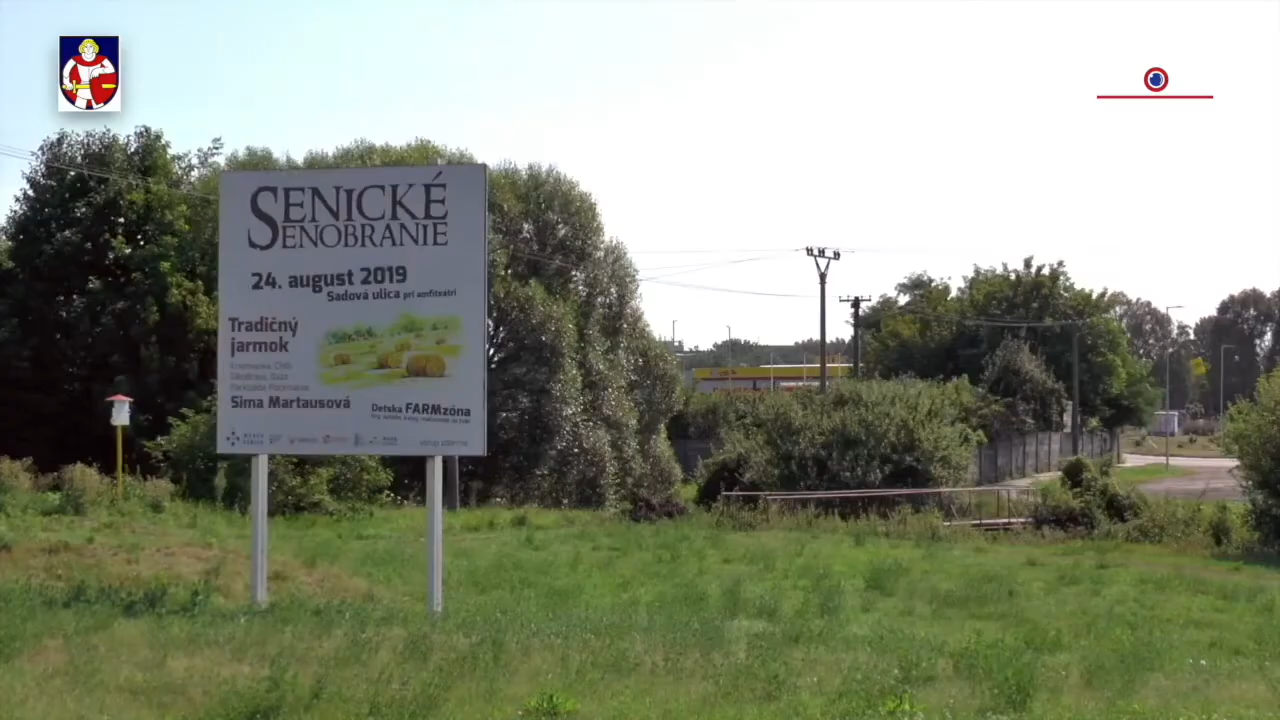 SENICKÉ
SENOBRANIE
24. august 2019
Sadová ulica pri amfiteátri
Tradičný
jarmok
Sima Martausová
Detská FARMzóna